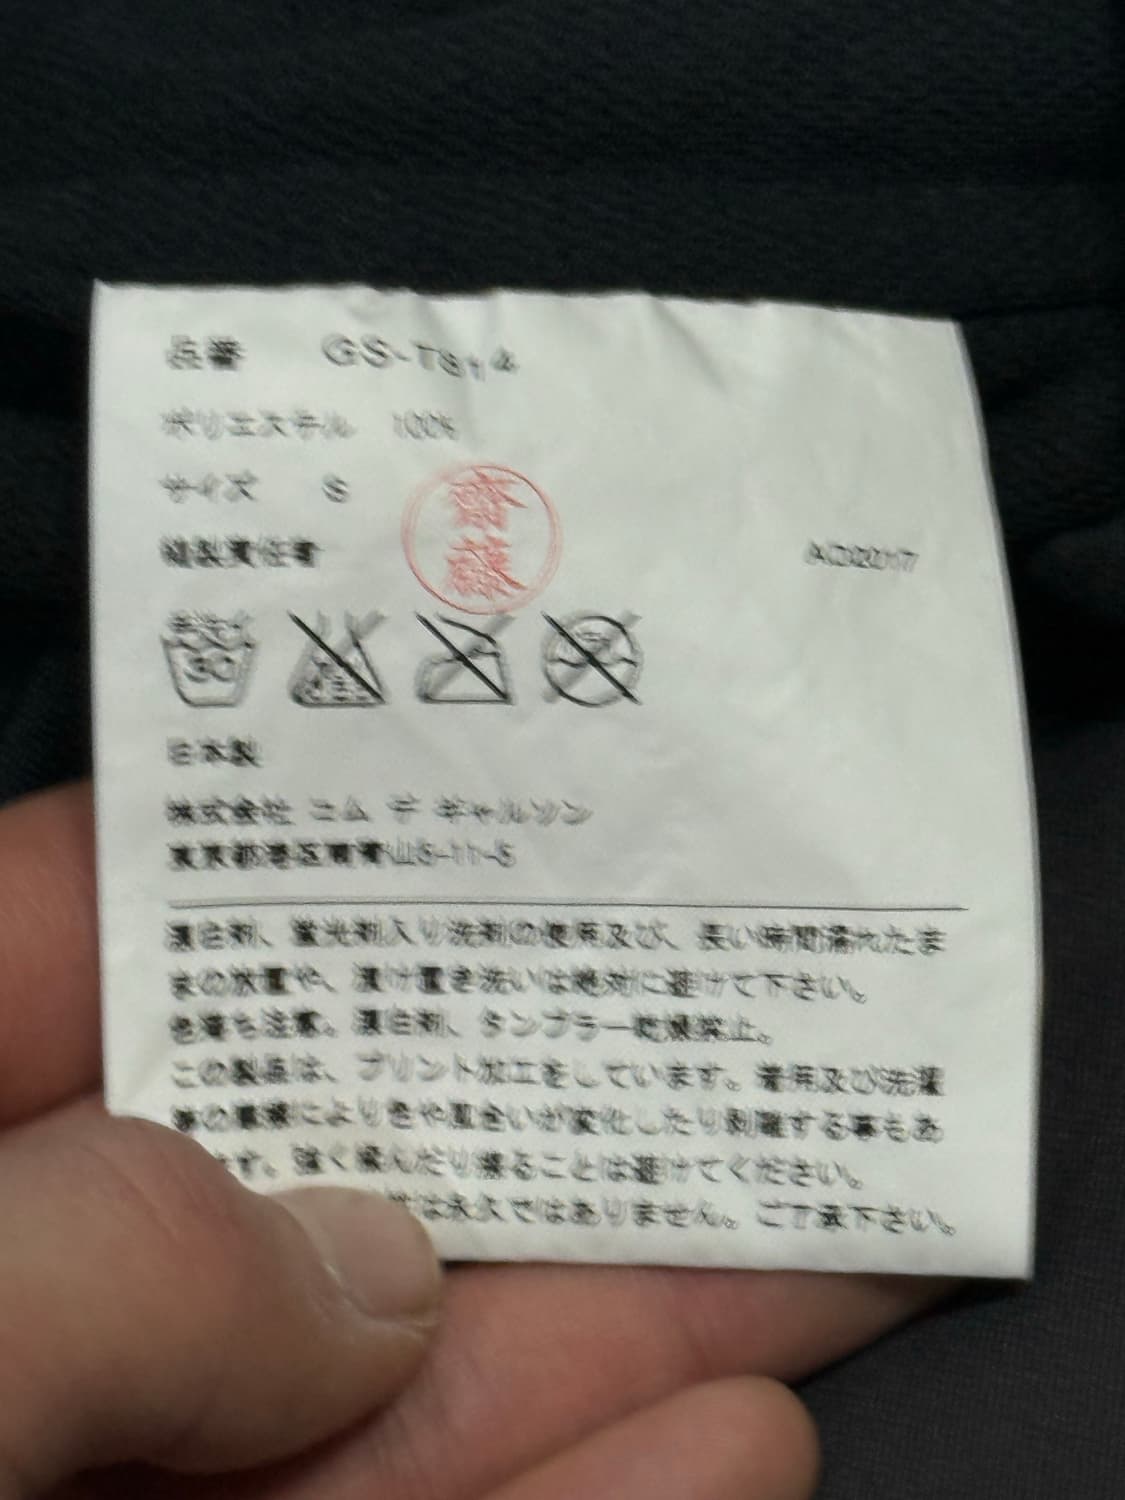 品番 GS-T814
ポリエステル 100%
サイズ S
縫製責任者 齋藤
AD2017
手洗イ 30
日本製
株式会社 コム デ ギャルソン
東京都港区南青山5-11-5
漂白剤、蛍光剤入り洗剤の使用及び、長い時間濡れたま
まの放置や、漬け置き洗いは絶対に避けて下さい。
色落ち注意。漂白剤、タンブラー乾燥禁止。
この製品は、プリント加工をしています。着用及び洗濯
等の摩擦により色や風合いが変化したり剥離する事もあ
ます。強く揉んだり擦ることは避けてください。
は永久ではありません。ご了承下さい。